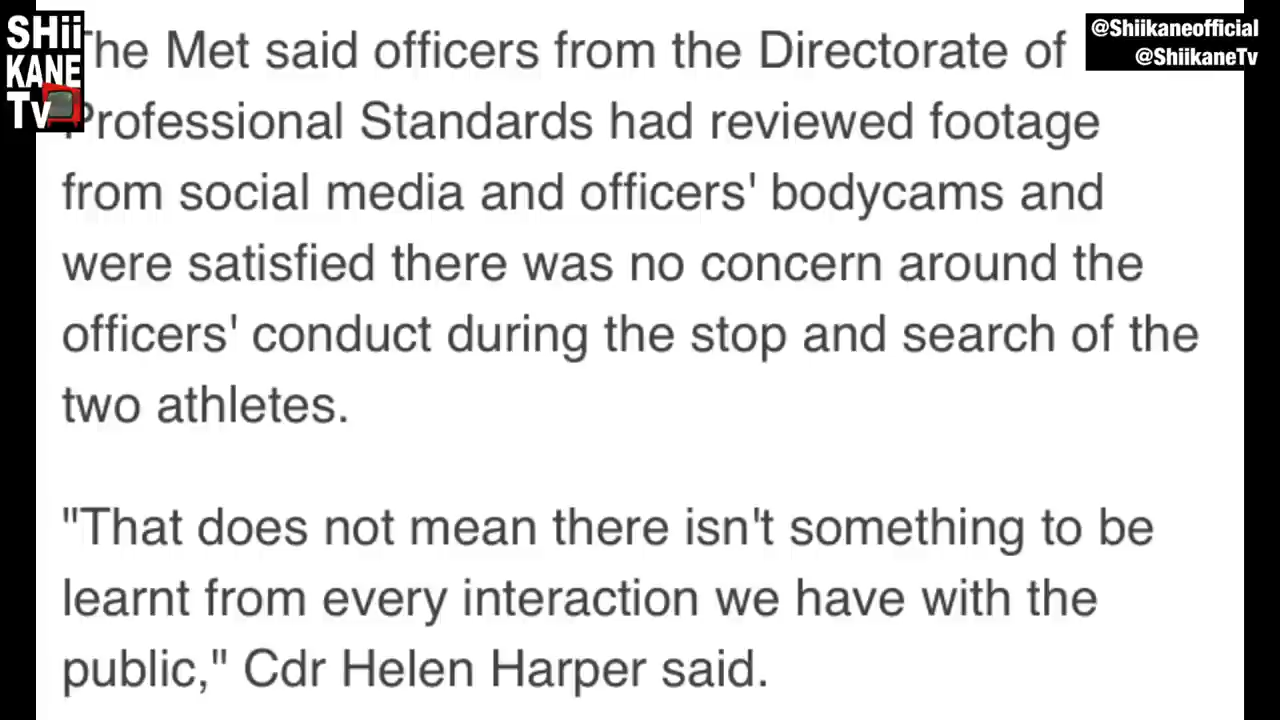 SHii
KANE
Tv
@Shiikaneofficial
@ShiikaneTv
The Met said officers from the Directorate of
Professional Standards had reviewed footage
from social media and officers' bodycams and
were satisfied there was no concern around the
officers' conduct during the stop and search of the
two athletes.
"That does not mean there isn't something to be
learnt from every interaction we have with the
public," Cdr Helen Harper said.